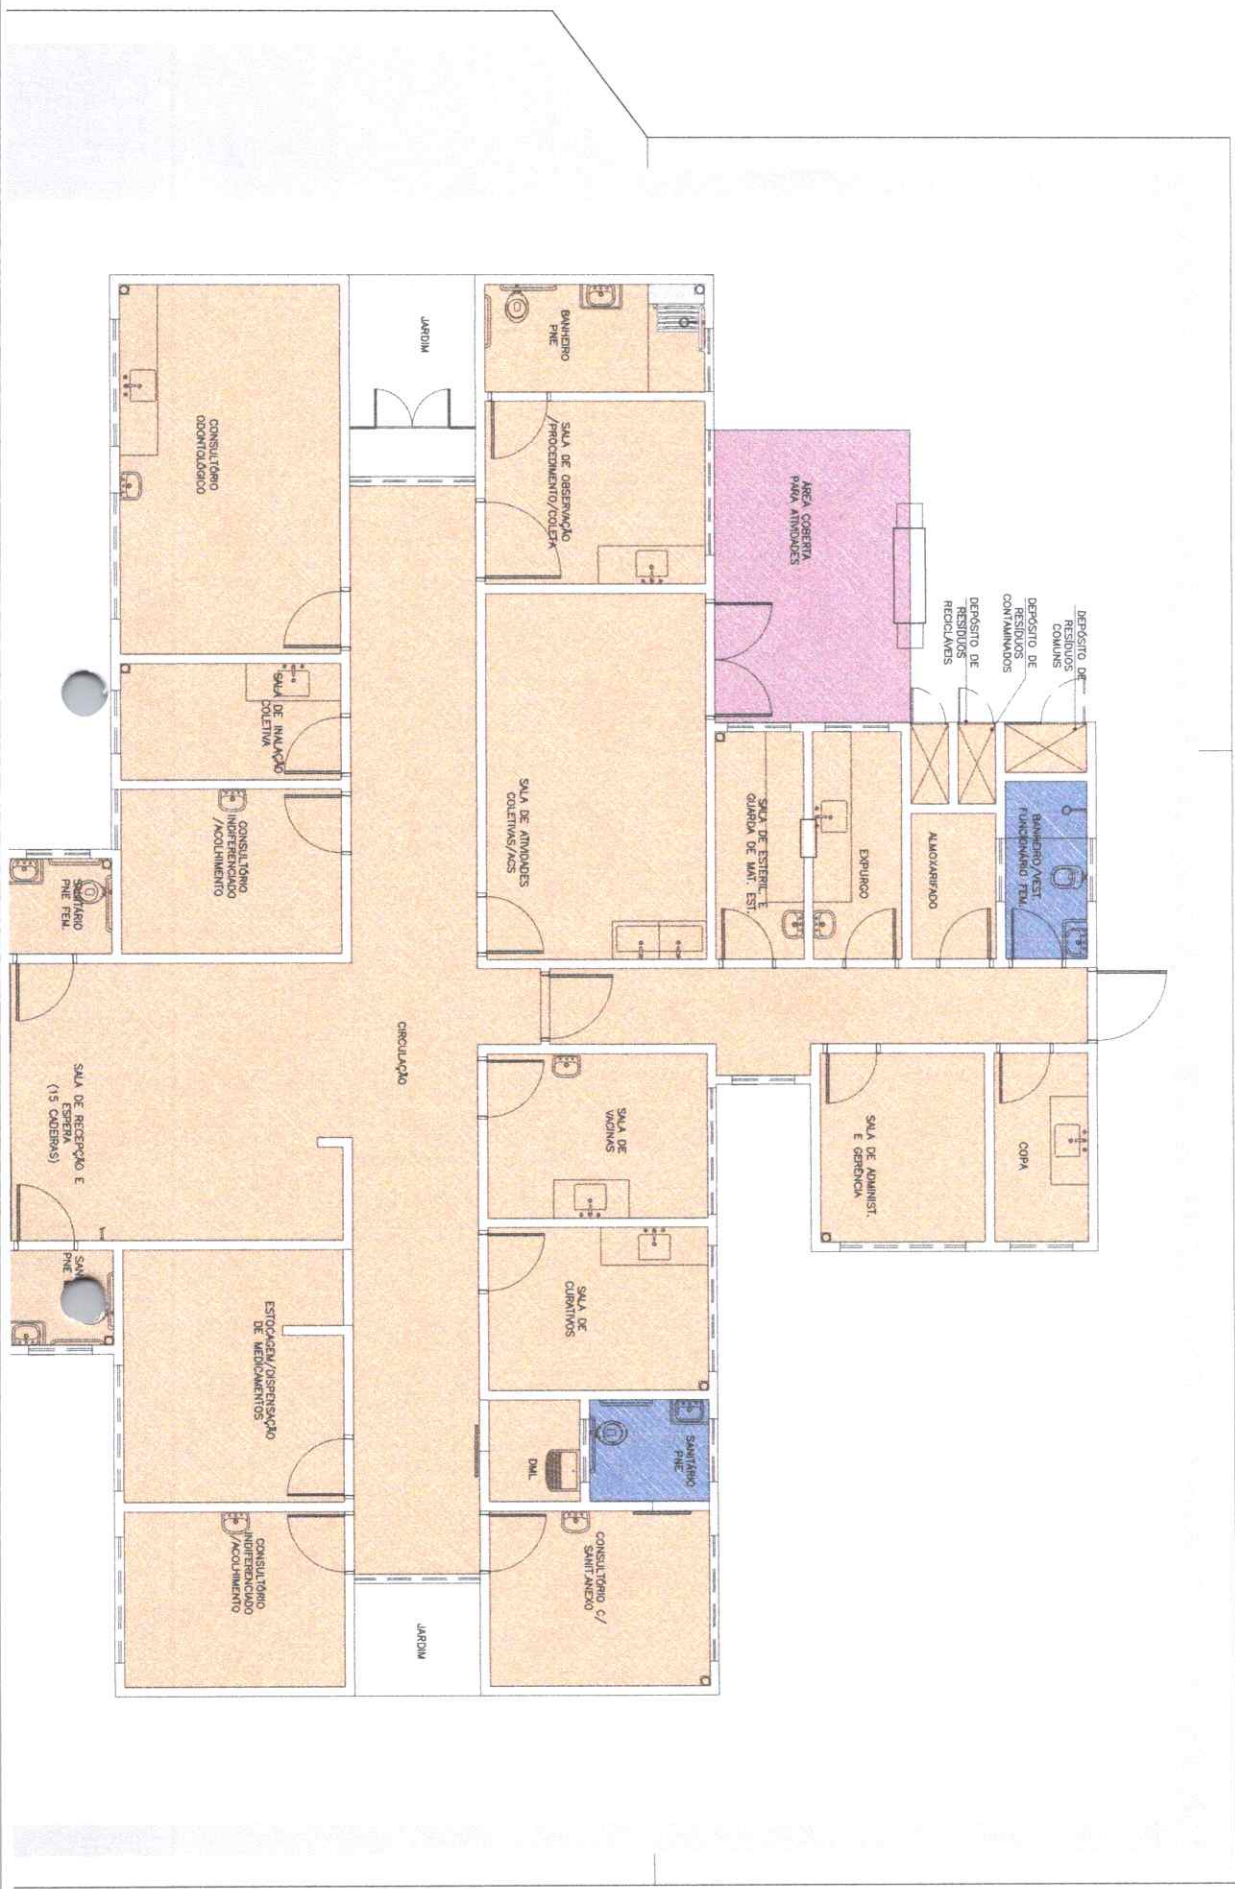 DEPÓSITO DE
RESÍDUOS
COMUNS
DEPÓSITO DE
RESÍDUOS
CONTAMINADOS
DEPÓSITO DE
RESÍDUOS
RECICLÁVEIS
BANHEIRO/VEST
FUNCIONÁRIO FEM.
COPA
ALMOXARIFADO
SALA DE ADMINIST.
E GERÊNCIA
EXPURGO
ÁREA COBERTA
PARA ATIVIDADES
SALA DE ESTERIL. E
GUARDA DE MAT. EST.
BANHEIRO
PNE
SALA DE OBSERVAÇÃO
/PROCEDIMENTO/COLETA
SALA DE ATIVIDADES
COLETIVAS/ACS
SALA DE
VACINAS
SALA DE
CURATIVOS
SANITÁRIO
PNE
DML
CONSULTÓRIO C/
SANIT.ANEXO
JARDIM
CIRCULAÇÃO
JARDIM
CONSULTÓRIO
ODONTOLÓGICO
SALA DE INALAÇÃO
COLETIVA
CONSULTÓRIO
INDIFERENCIADO
/ACOLHIMENTO
ESTOCAGEM/DISPENSAÇÃO
DE MEDICAMENTOS
CONSULTÓRIO
INDIFERENCIADO
/ACOLHIMENTO
SANITÁRIO
PNE FEM.
SALA DE RECEPÇÃO E
ESPERA
(15 CADEIRAS)
PNE